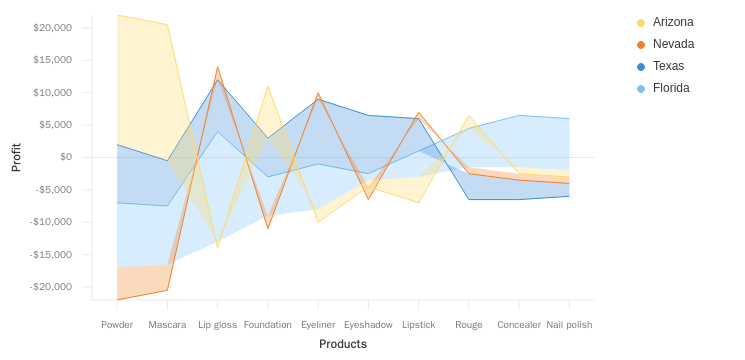 $20,000
$15,000
$10,000
$5,000
$0
-$5,000
-$10,000
-$15,000
-$20,000
Profit
Powder Mascara Lip gloss Foundation Eyeliner Eyeshadow Lipstick Rouge Concealer Nail polish
Products
Arizona
Nevada
Texas
Florida